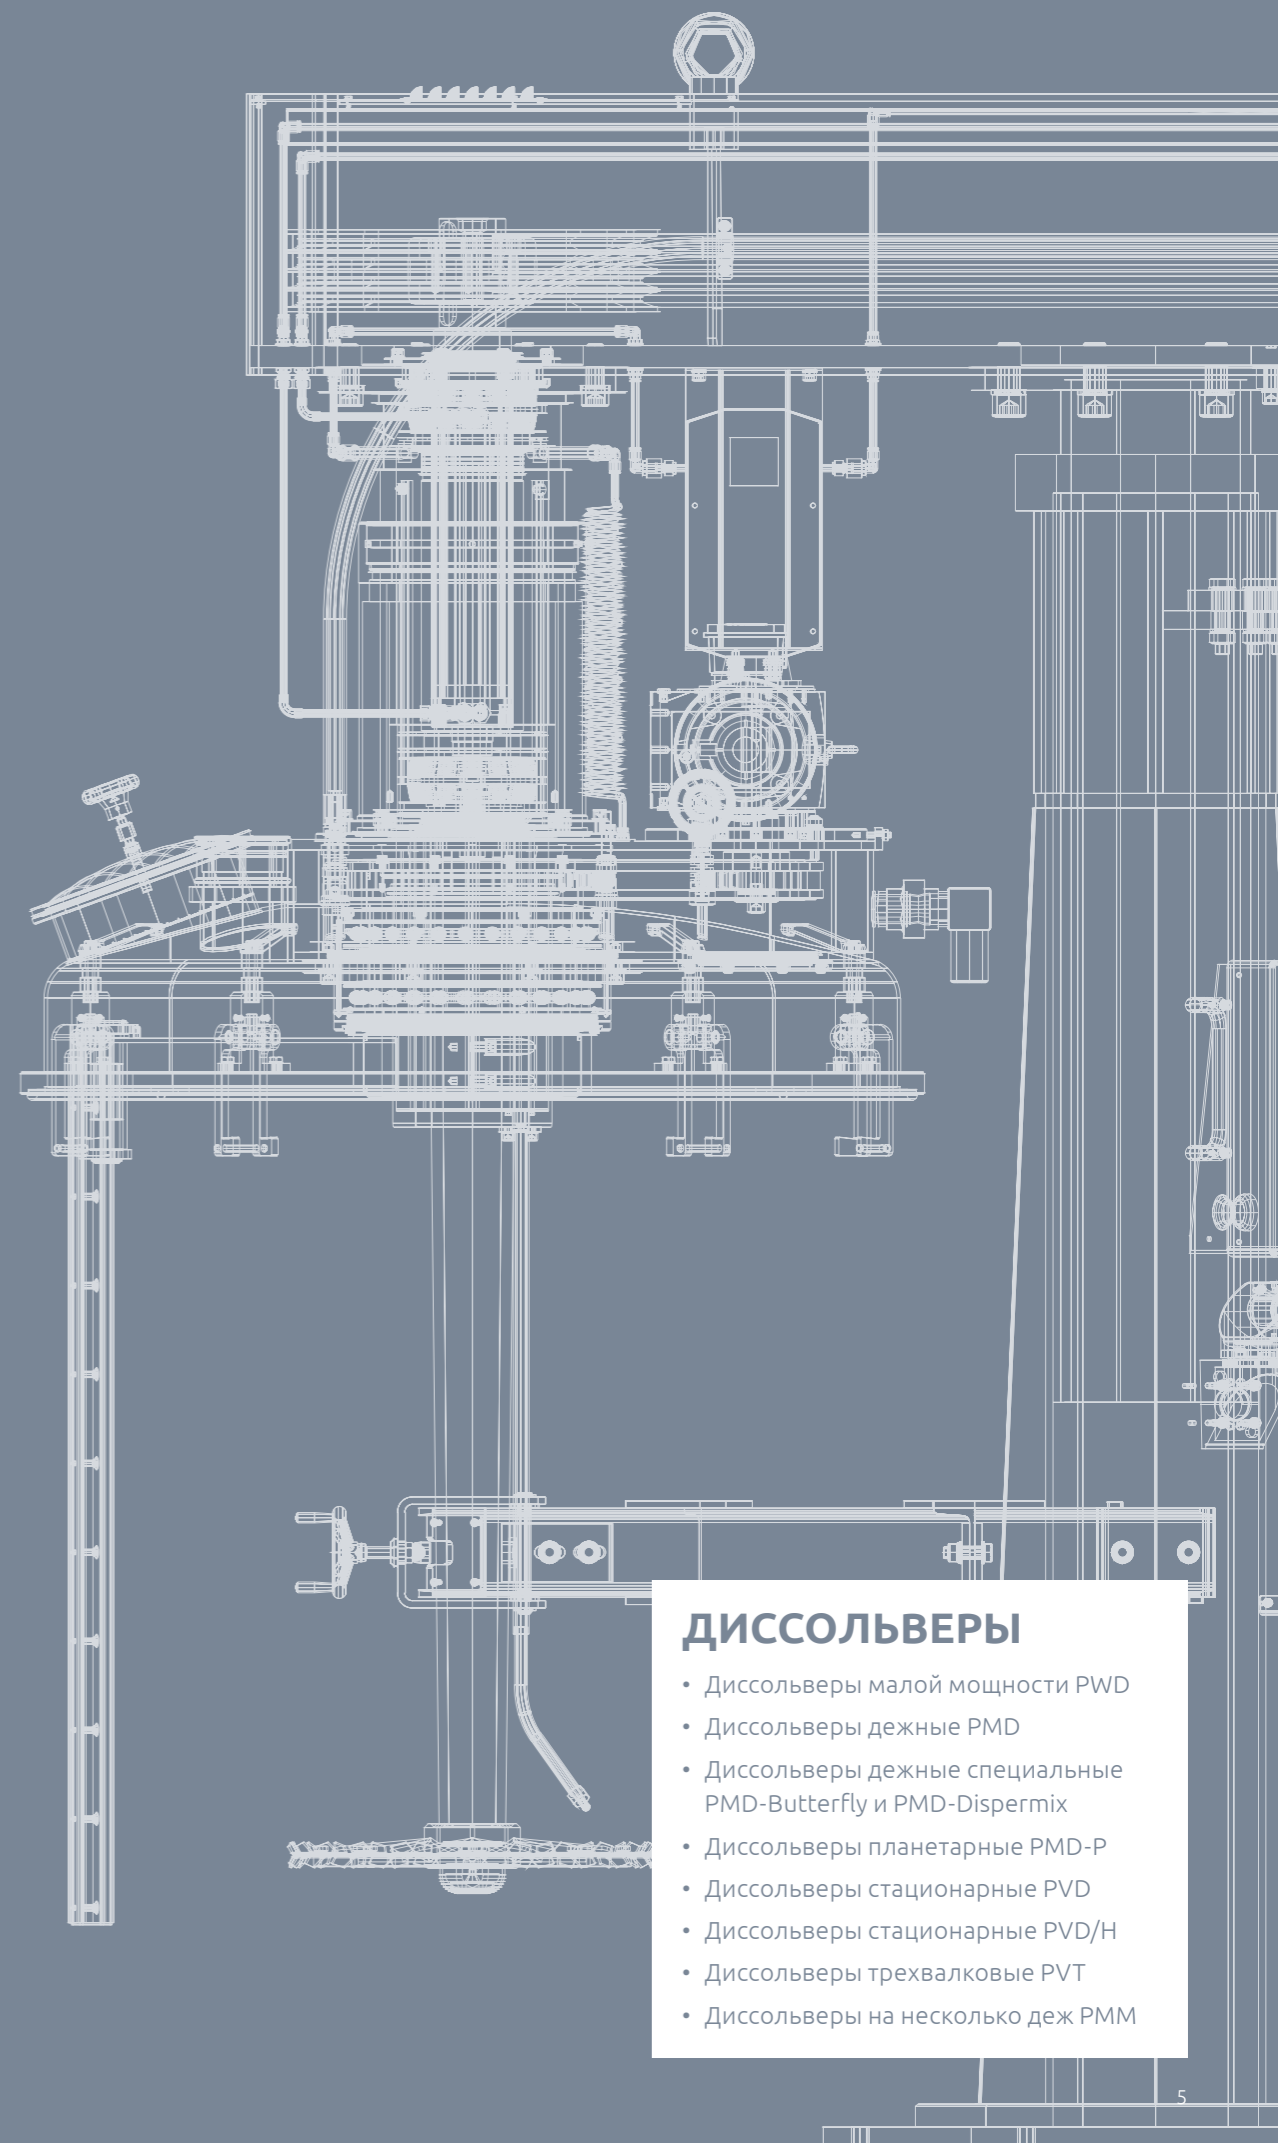 ДИССОЛЬВЕРЫ
• Диссольверы малой мощности PWD
• Диссольверы дежные PMD
• Диссольверы дежные специальные
PMD-Butterfly и PMD-Dispermix
• Диссольверы планетарные PMD-P
• Диссольверы стационарные PVD
• Диссольверы стационарные PVD/H
• Диссольверы трехвалковые PVT
• Диссольверы на несколько деж PMM
5